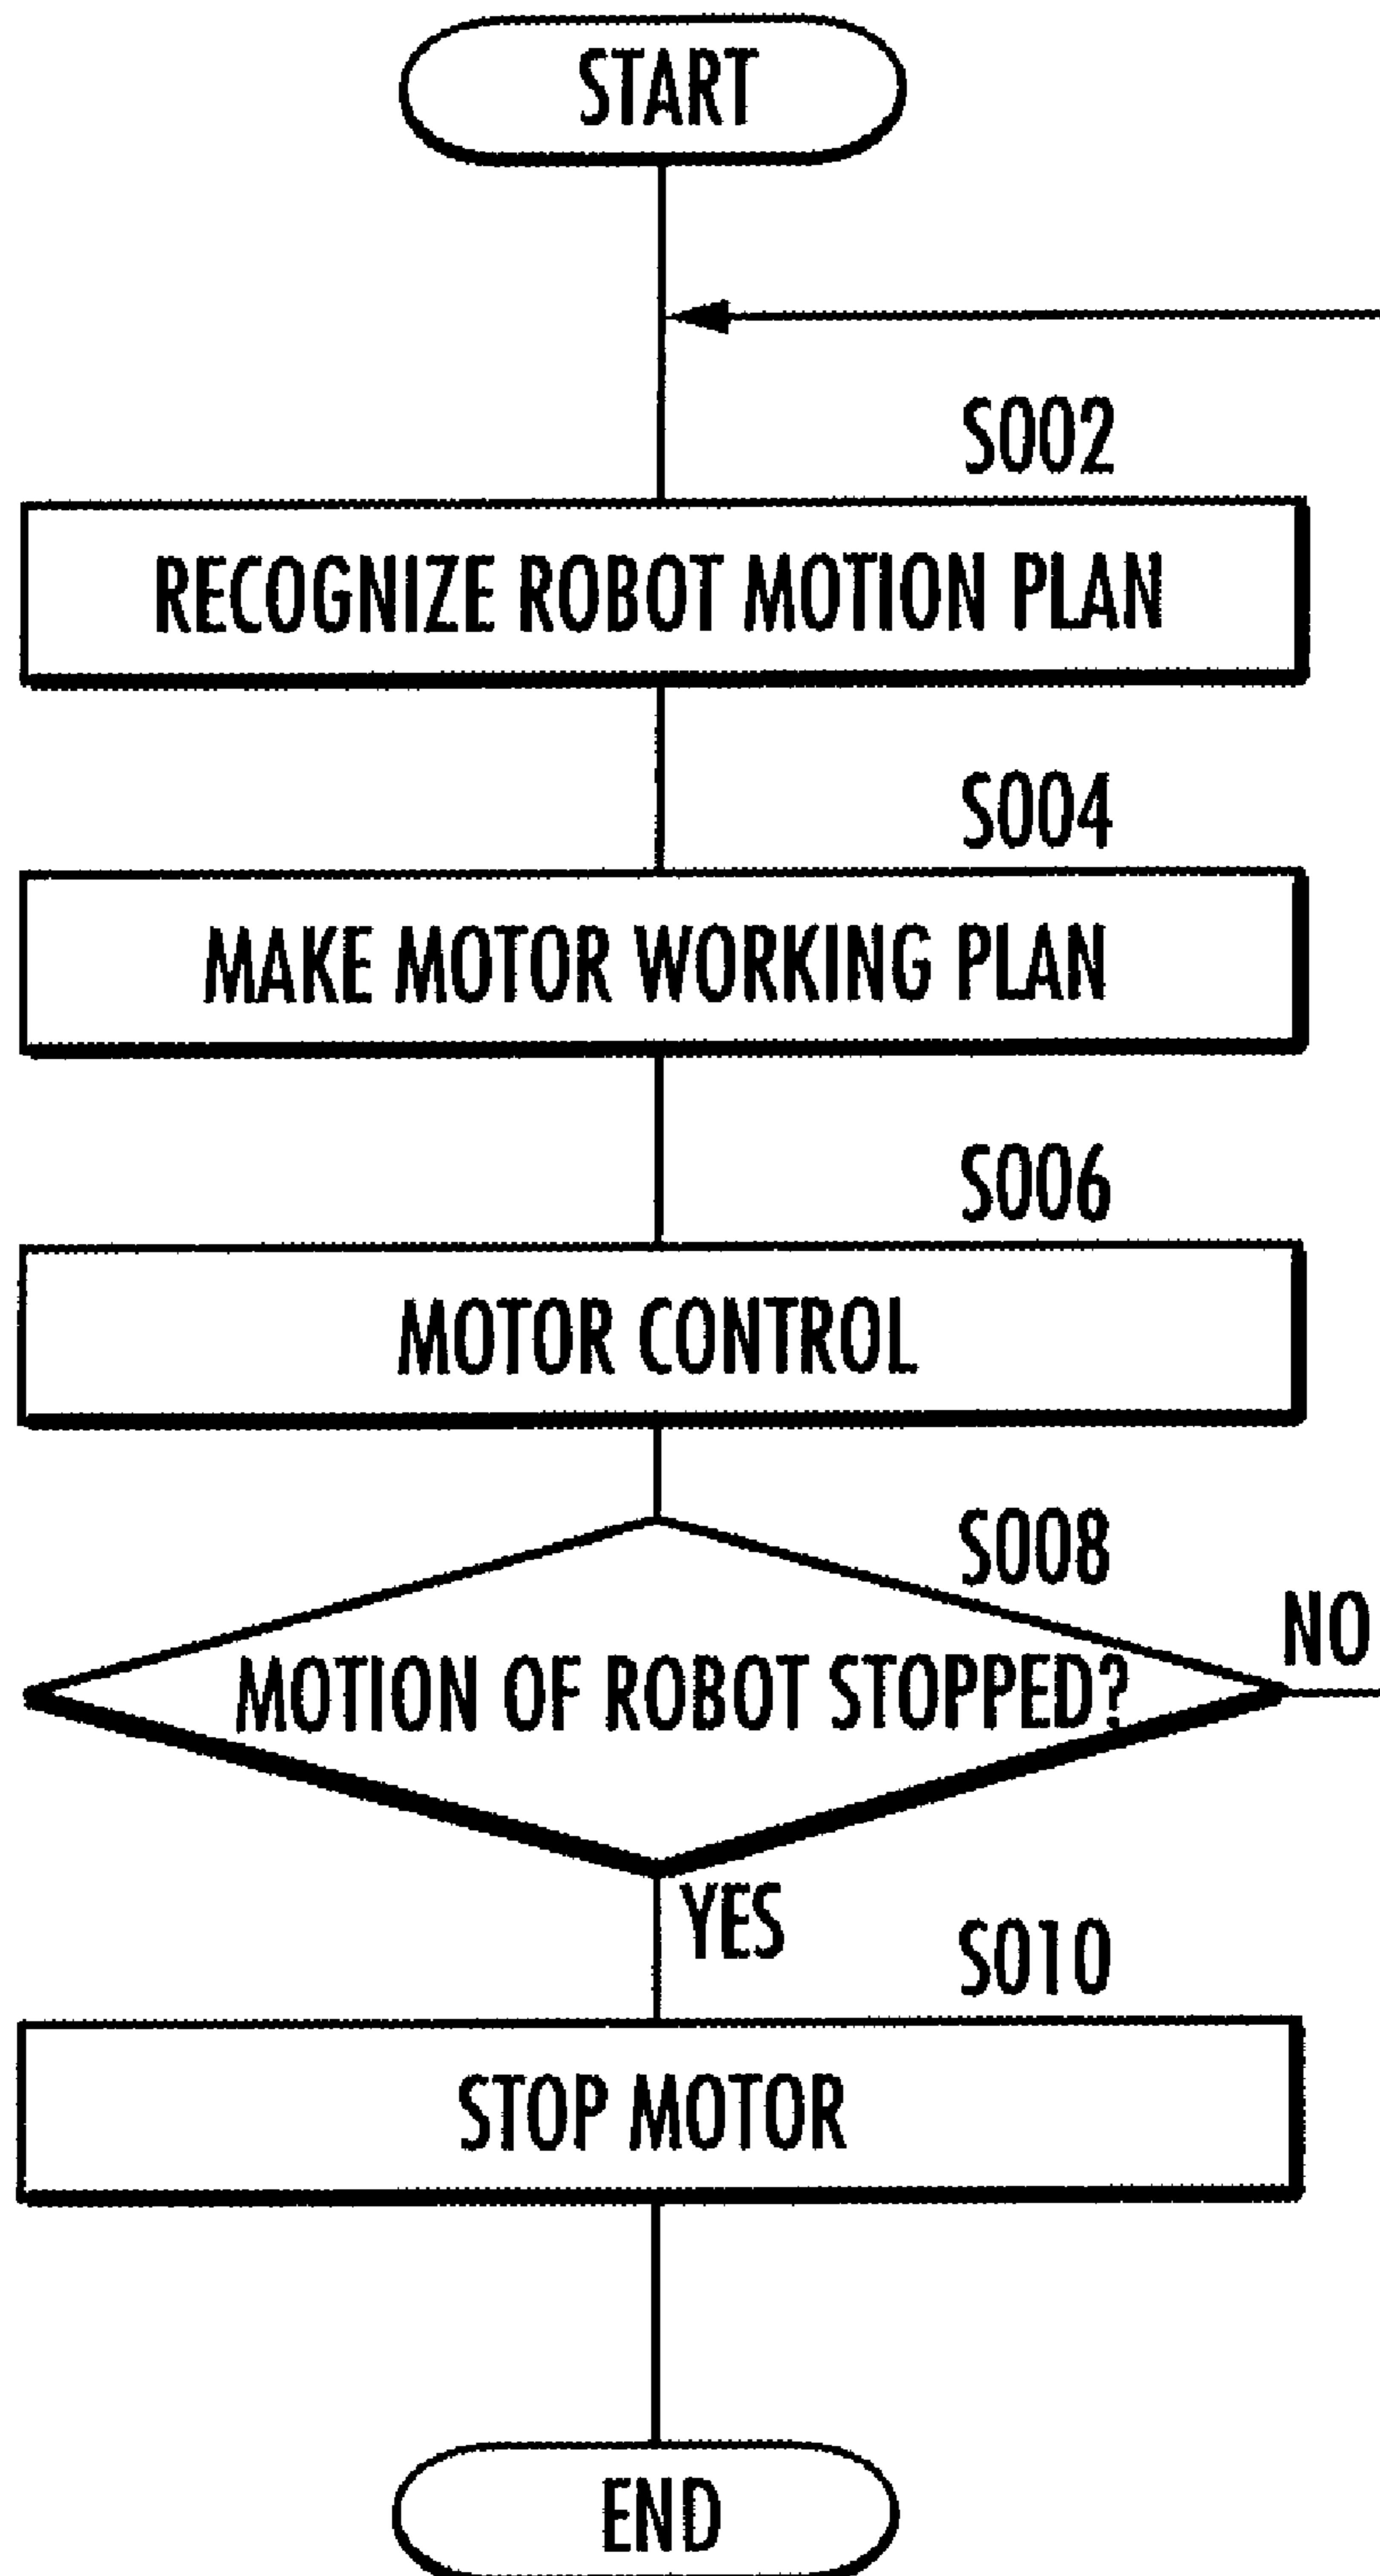 START
S002
RECOGNIZE ROBOT MOTION PLAN
S004
MAKE MOTOR WORKING PLAN
S006
MOTOR CONTROL
S008
NO
MOTION OF ROBOT STOPPED?
YES
S010
STOP MOTOR
END